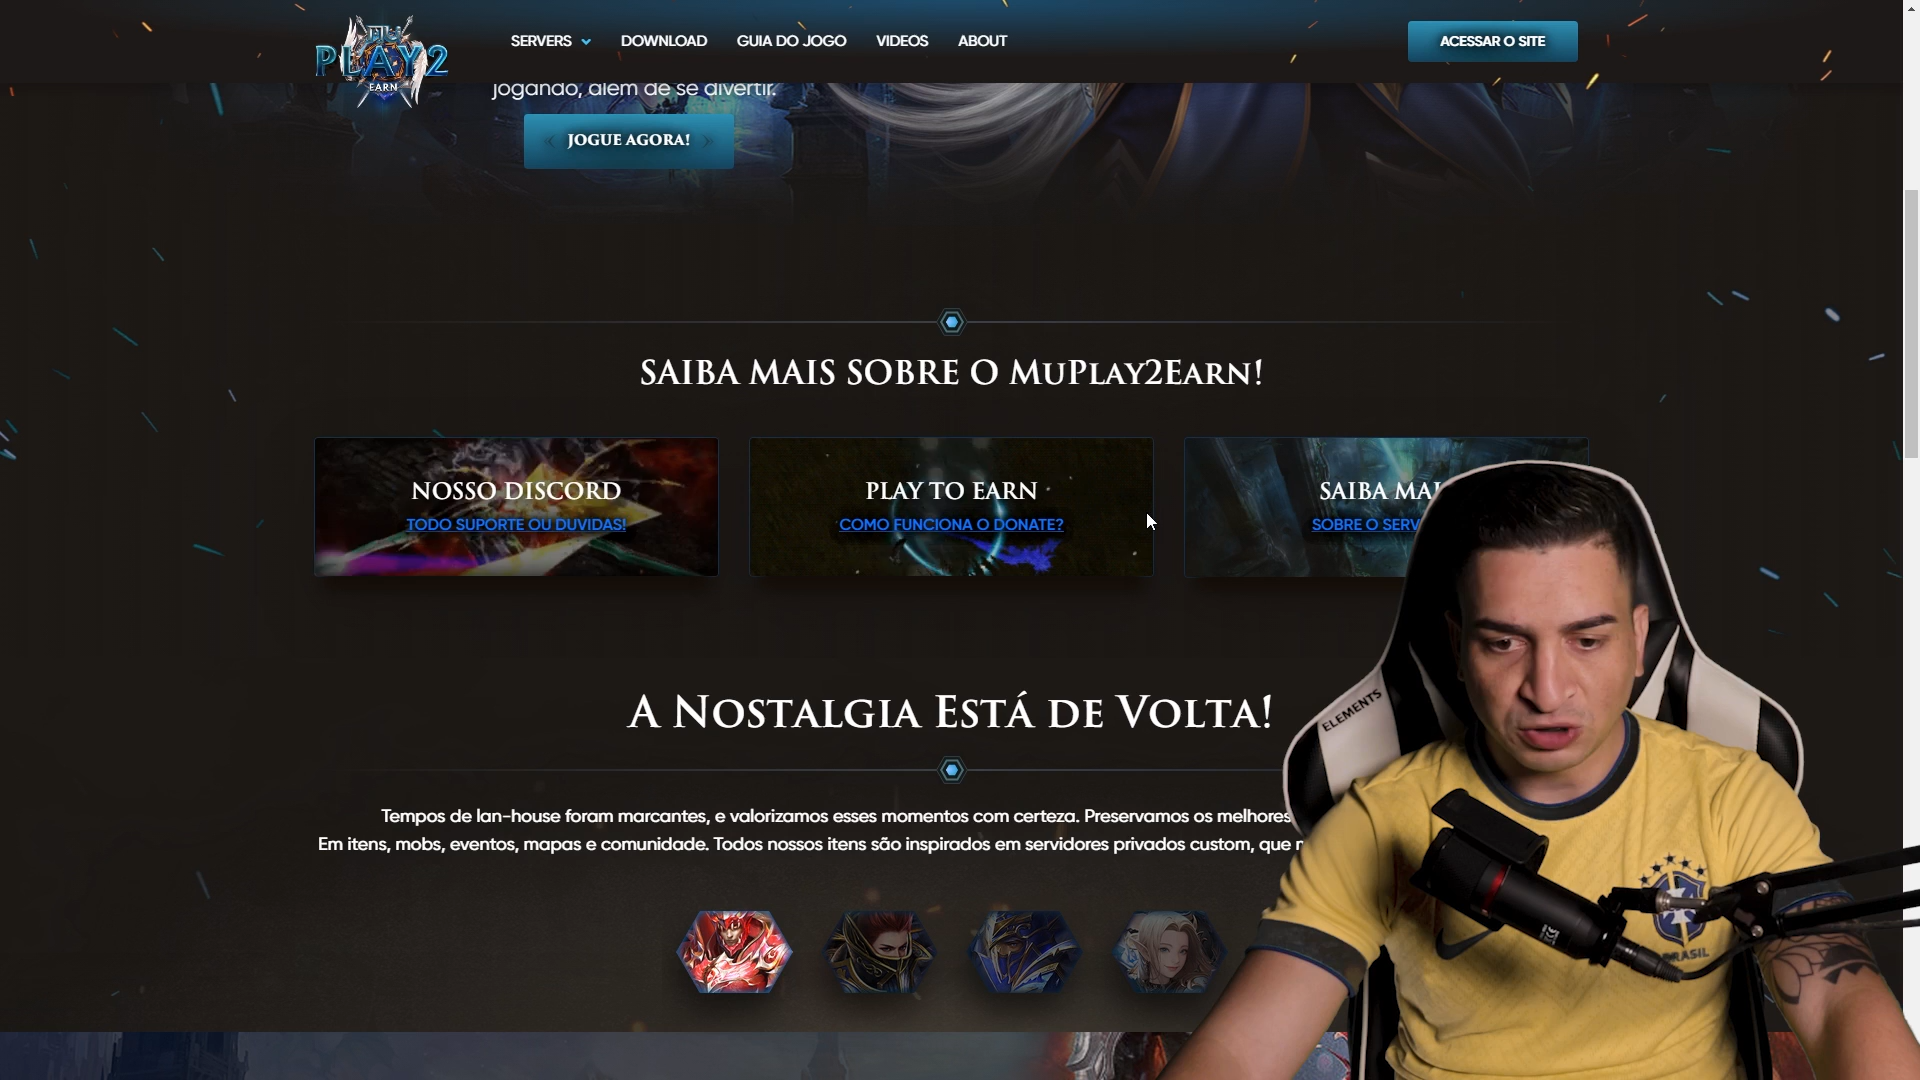 MU
PLAY2
EARN
SERVERS
DOWNLOAD
GUIA DO JOGO
VIDEOS
ABOUT
ACESSAR O SITE
jogando, além de se divertir.
JOGUE AGORA!
SAIBA MAIS SOBRE O MuPlay2Earn!
NOSSO DISCORD
TODO SUPORTE OU DUVIDAS!
PLAY TO EARN
COMO FUNCIONA O DONATE?
SAIBA
SOBRE O
A Nostalgia Está de Volta!
Tempos de lan-house foram marcantes, e valorizamos esses momentos com certeza. Preservamos os melhores
Em itens, mobs, eventos, mapas e comunidade. Todos nossos itens são inspirados em servidores privados custom, que
ELEMENTS
BRASIL